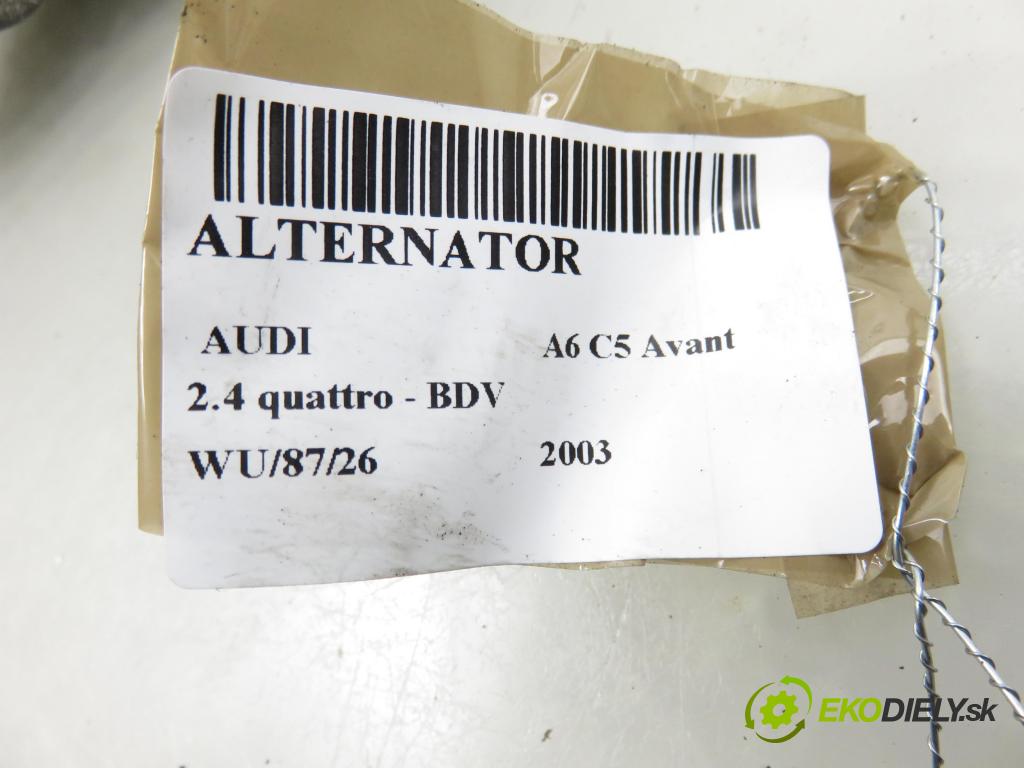 ALTERNATOR
AUDI A6 C5 Avant
2.4 quattro - BDV
WU/87/26 2003
EKODIELY.sk